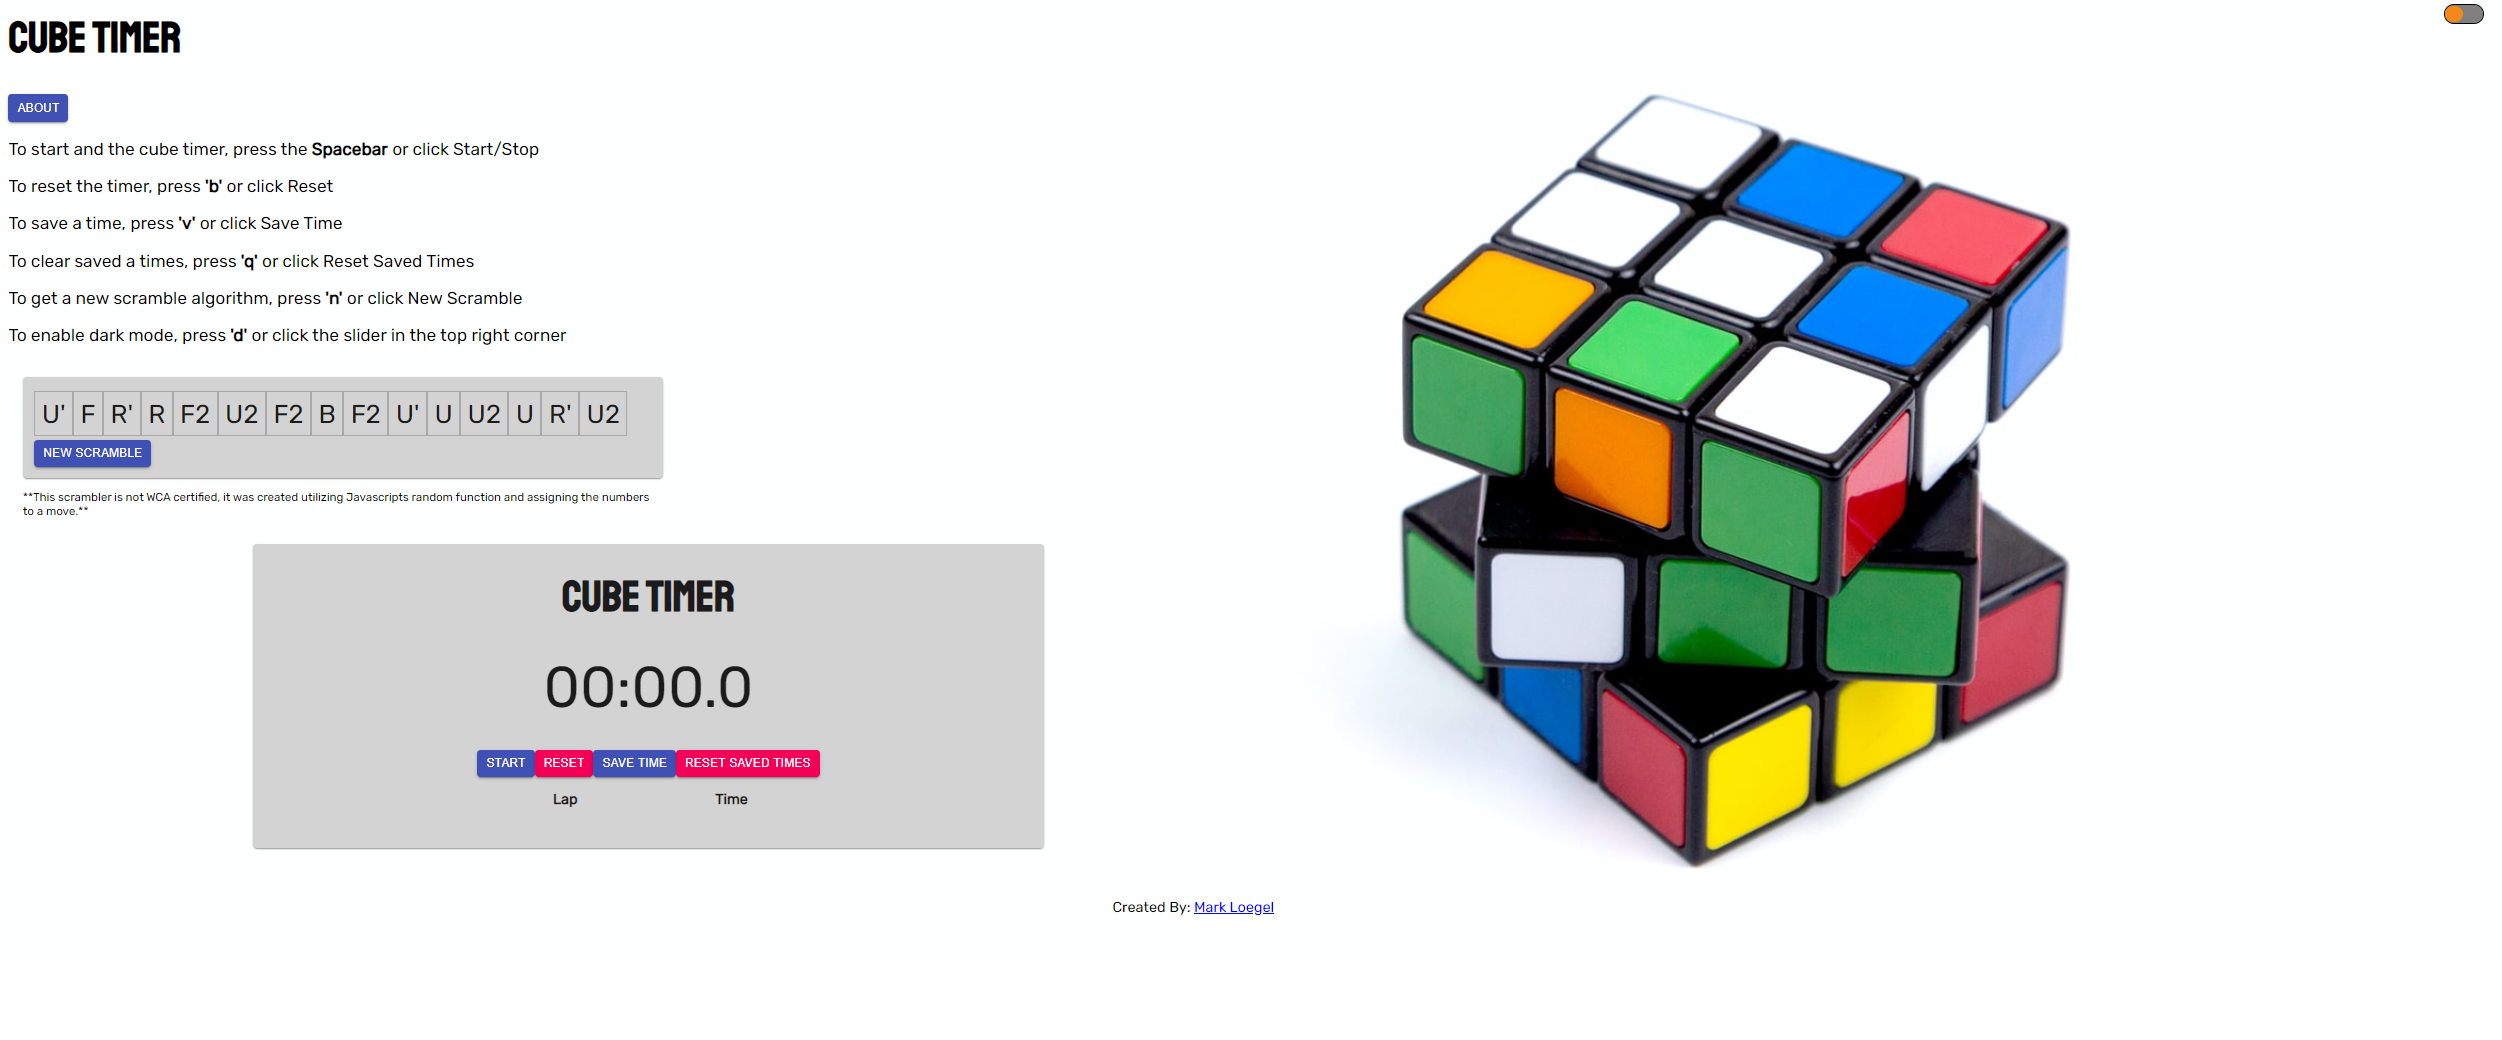 CUBE TIMER
ABOUT
To start and the cube timer, press the Spacebar or click Start/Stop
To reset the timer, press 'b' or click Reset
To save a time, press 'v' or click Save Time
To clear saved a times, press 'q' or click Reset Saved Times
To get a new scramble algorithm, press 'n' or click New Scramble
To enable dark mode, press 'd' or click the slider in the top right corner
U' F R' R F2 U2 F2 B F2 U' U U2 U R' U2
NEW SCRAMBLE
**This scrambler is not WCA certified, it was created utilizing Javascripts random function and assigning the numbers
to a move.**
CUBE TIMER
00:00.0
START RESET SAVE TIME RESET SAVED TIMES
Lap Time
Created By: Mark Loegel